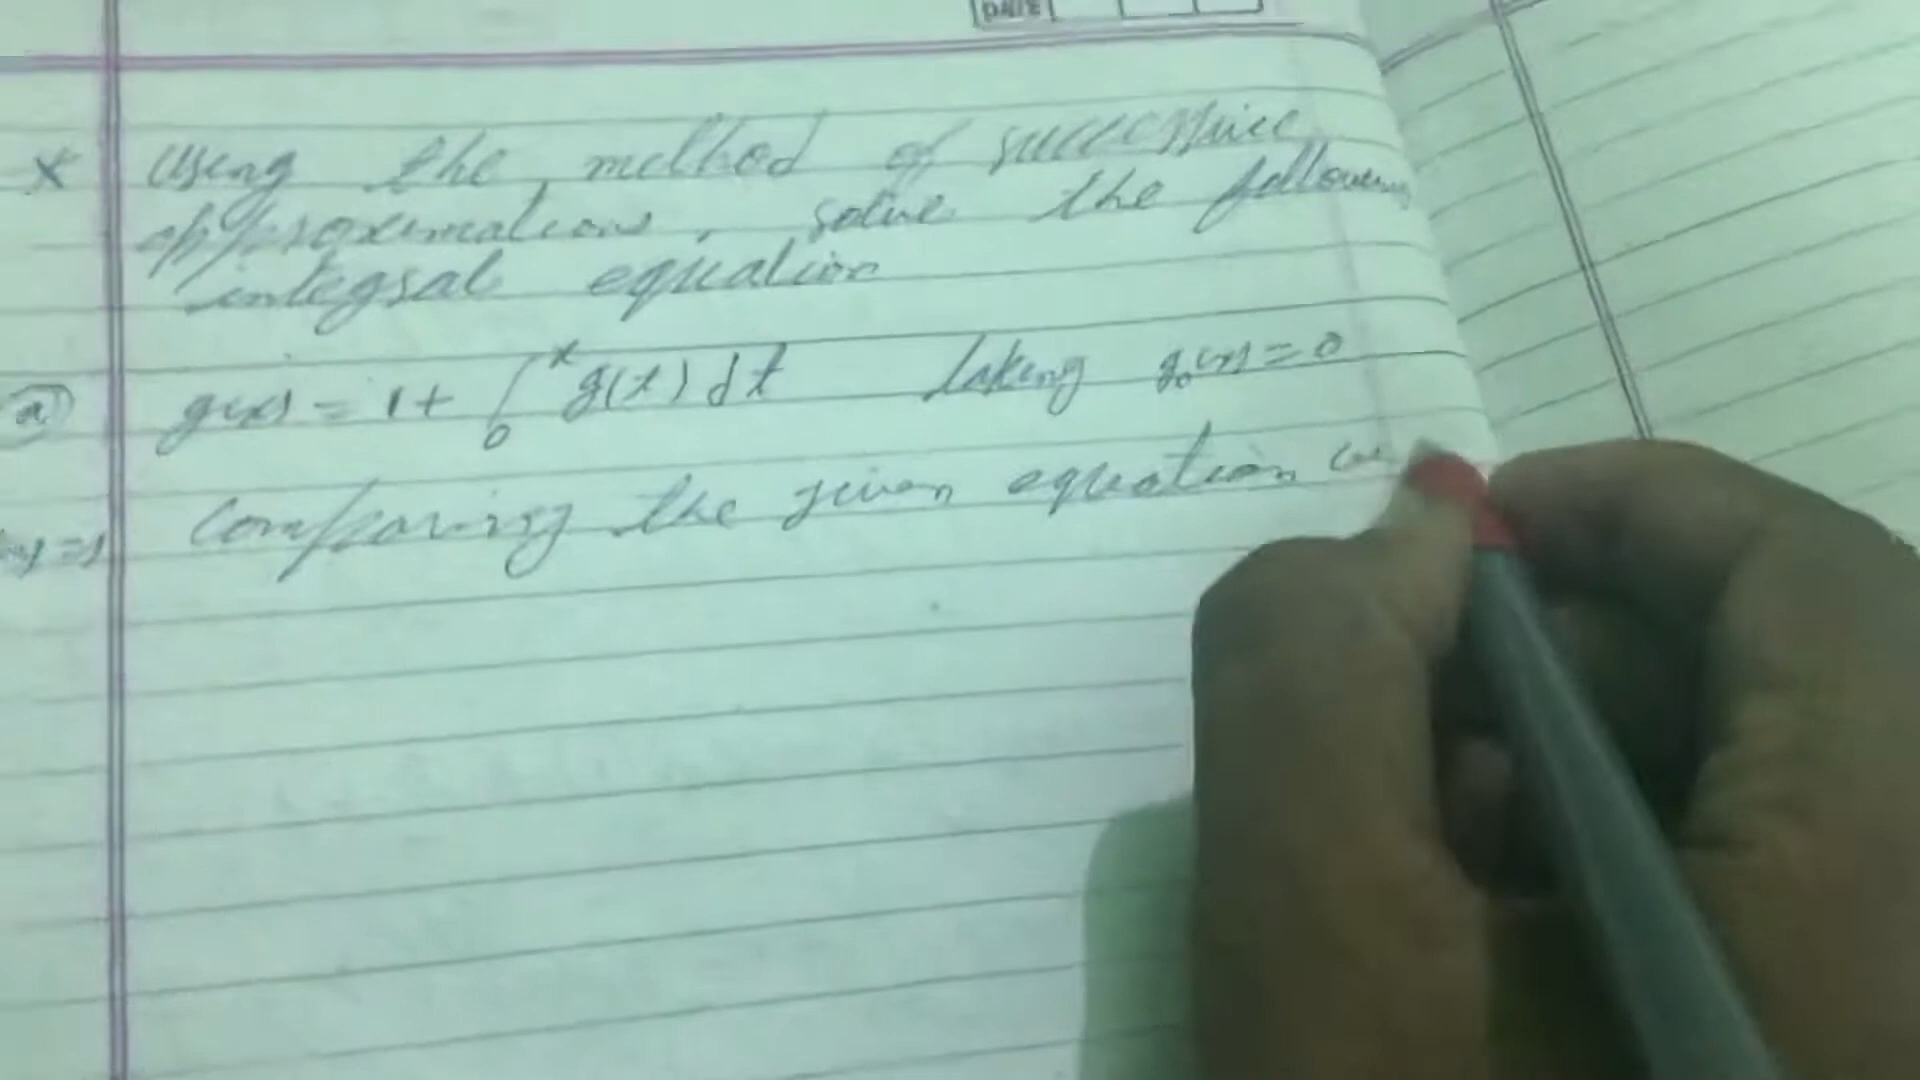 DATE
* Using the method of successive
approximations, solve the following
integral equation
(a) g(x) = 1 + ∫₀ˣ g(t) dt taking g₀(x) = 0
comparing the given equation